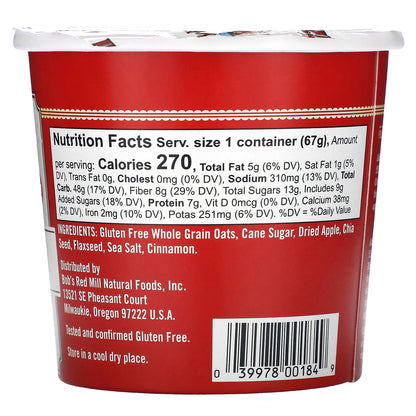 Nutrition Facts Serv. size 1 container (67g), Amount
per serving: Calories 270, Total Fat 5g (6% DV), Sat Fat 1g (5%
DV), Trans Fat 0g, Cholest 0mg (0% DV), Sodium 310mg (13% DV), Total
Carb. 48g (17% DV), Fiber 8g (29% DV), Total Sugars 13g, Includes 9g
Added Sugars (18% DV), Protein 7g, Vit D 0mcg (0% DV), Calcium 38mg
(2% DV), Iron 2mg (10% DV), Potas 251mg (6% DV). %DV = %Daily Value
INGREDIENTS: Gluten Free Whole Grain Oats, Cane Sugar, Dried Apple, Chia
Seed, Flaxseed, Sea Salt, Cinnamon.
Distributed by
Bob's Red Mill Natural Foods, Inc.
13521 SE Pheasant Court
Milwaukie, Oregon 97222 U.S.A.
Tested and confirmed Gluten Free.
Store in a cool dry place.
0 39978 00184 9